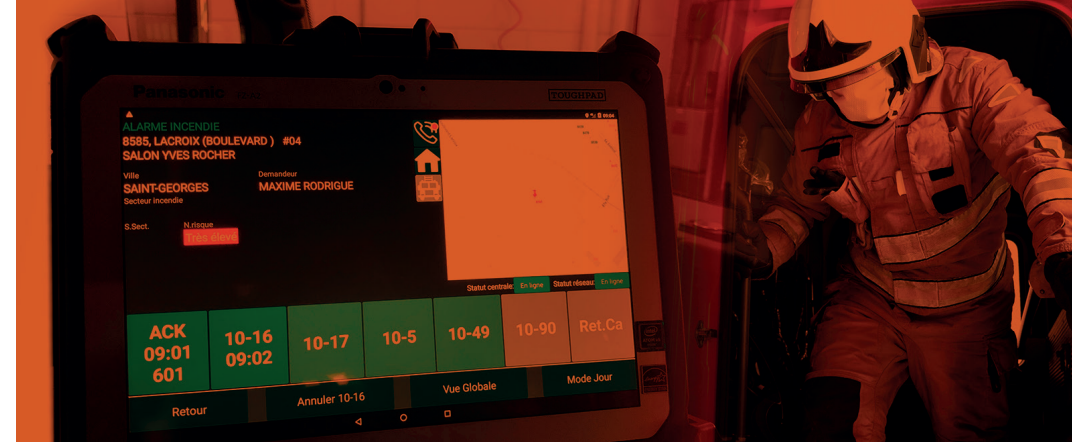 Panasonic
TOUGHPAD
09:04
ALARME INCENDIE
8585, LACROIX (BOULEVARD ) #04
SALON YVES ROCHER
Ville
Demandeur
SAINT-GEORGES
MAXIME RODRIGUE
Secteur incendie
S.Sect.
N.risque
Très élevé
Statut centrale: En ligne
Statut réseau: En ligne
ACK
09:01
601
10-16
09:02
10-17
10-5
10-49
10-90
Ret.Ca
Retour
Annuler 10-16
Vue Globale
Mode Jour